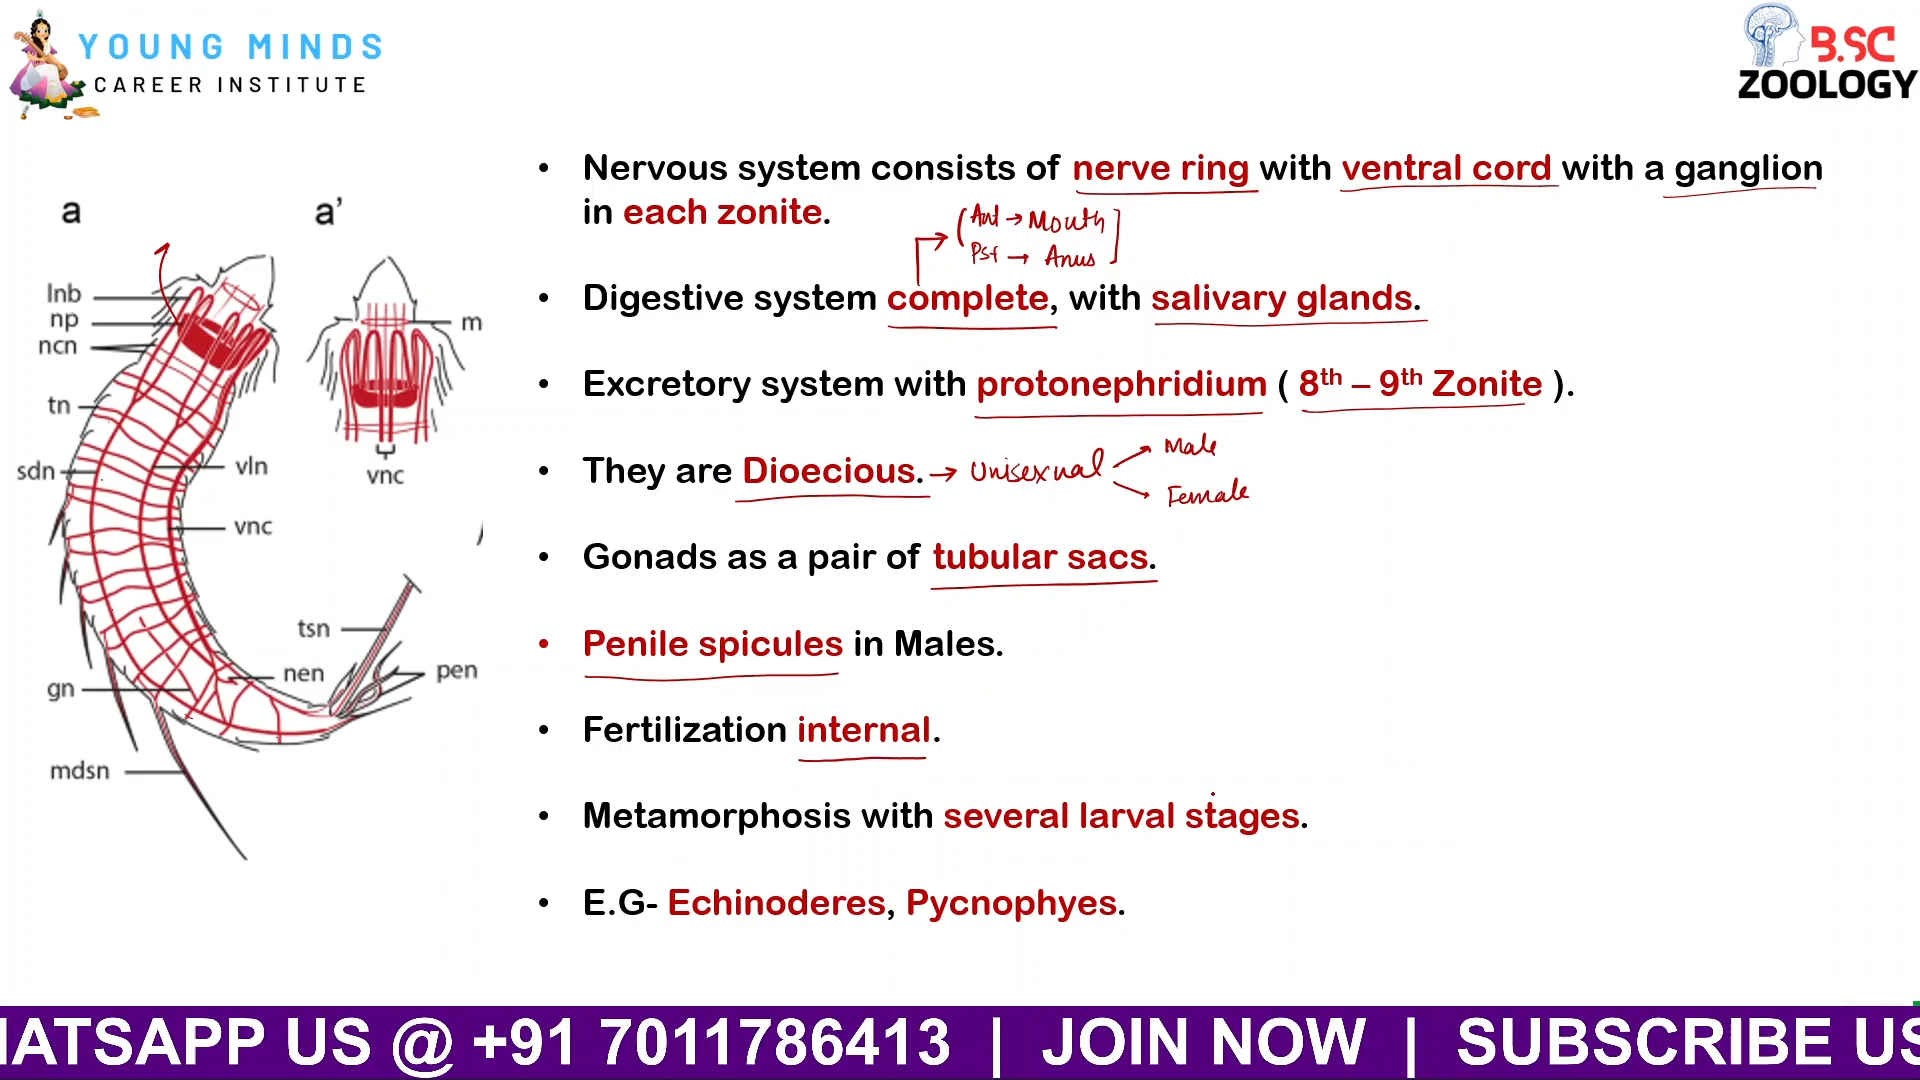 YOUNG MINDS
CAREER INSTITUTE
B.SC
ZOOLOGY
• Nervous system consists of nerve ring with ventral cord with a ganglion
in each zonite.
(Ant → Mouth
Pst → Anus]
• Digestive system complete, with salivary glands.
• Excretory system with protonephridium ( 8th – 9th Zonite ).
• They are Dioecious. → Unisexual
Male
Female
• Gonads as a pair of tubular sacs.
• Penile spicules in Males.
• Fertilization internal.
• Metamorphosis with several larval stages.
• E.G- Echinoderes, Pycnophyes.
a
a'
lnb
np
ncn
tn
sdn
vln
vnc
gn
mdsn
tsn
nen
pen
m
vnc
HATSAPP US @ +91 7011786413 | JOIN NOW | SUBSCRIBE US